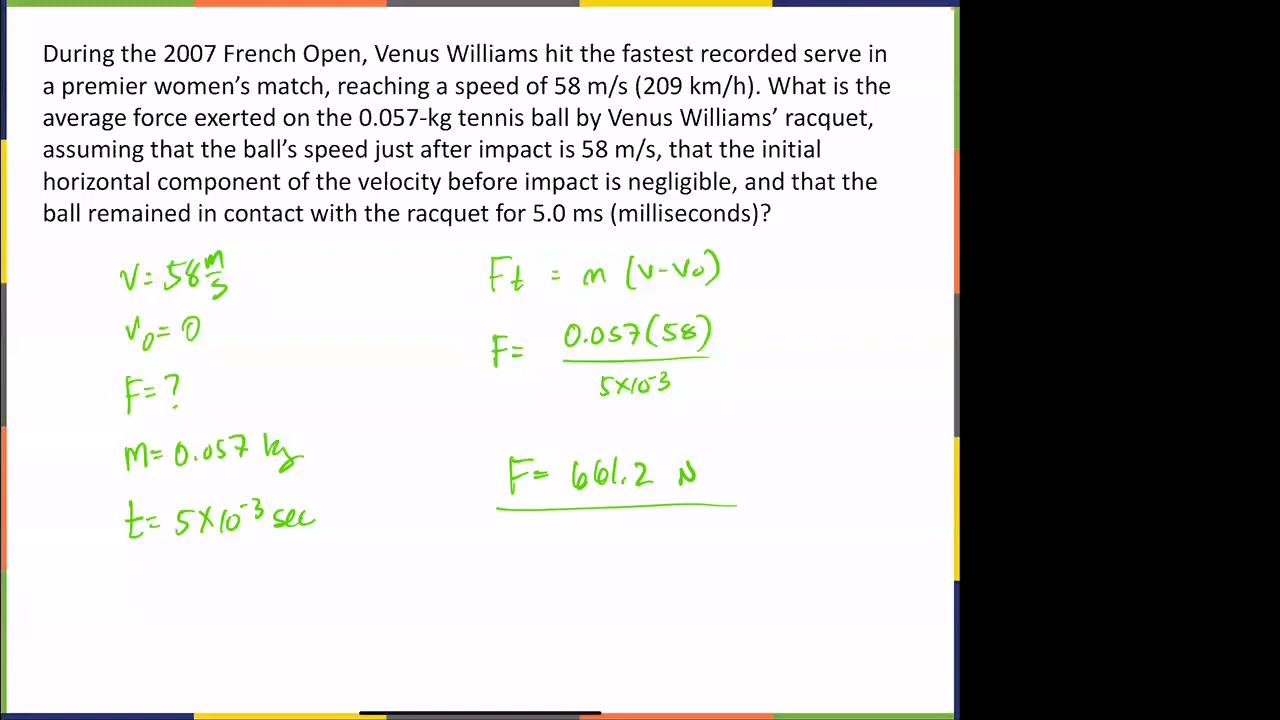 During the 2007 French Open, Venus Williams hit the fastest recorded serve in
a premier women's match, reaching a speed of 58 m/s (209 km/h). What is the
average force exerted on the 0.057-kg tennis ball by Venus Williams' racquet,
assuming that the ball's speed just after impact is 58 m/s, that the initial
horizontal component of the velocity before impact is negligible, and that the
ball remained in contact with the racquet for 5.0 ms (milliseconds)?
v = 58 m/s
v₀ = 0
F = ?
m = 0.057 kg
t = 5×10⁻³ sec
Ft = m (v-v₀)
F = 0.057(58) / 5×10⁻³
F = 661.2 N